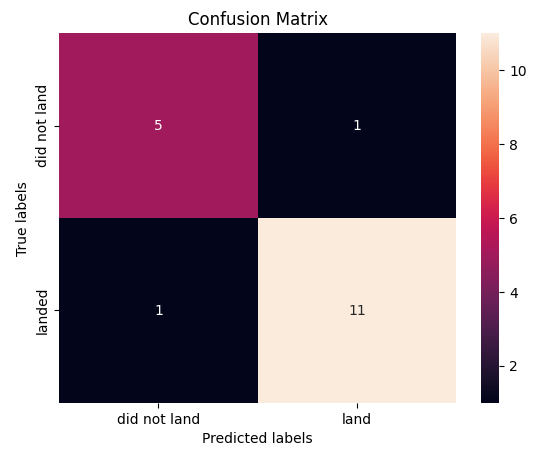 Confusion Matrix
True labels
did not land
landed
5
1
1
11
did not land
land
Predicted labels
10
8
6
4
2